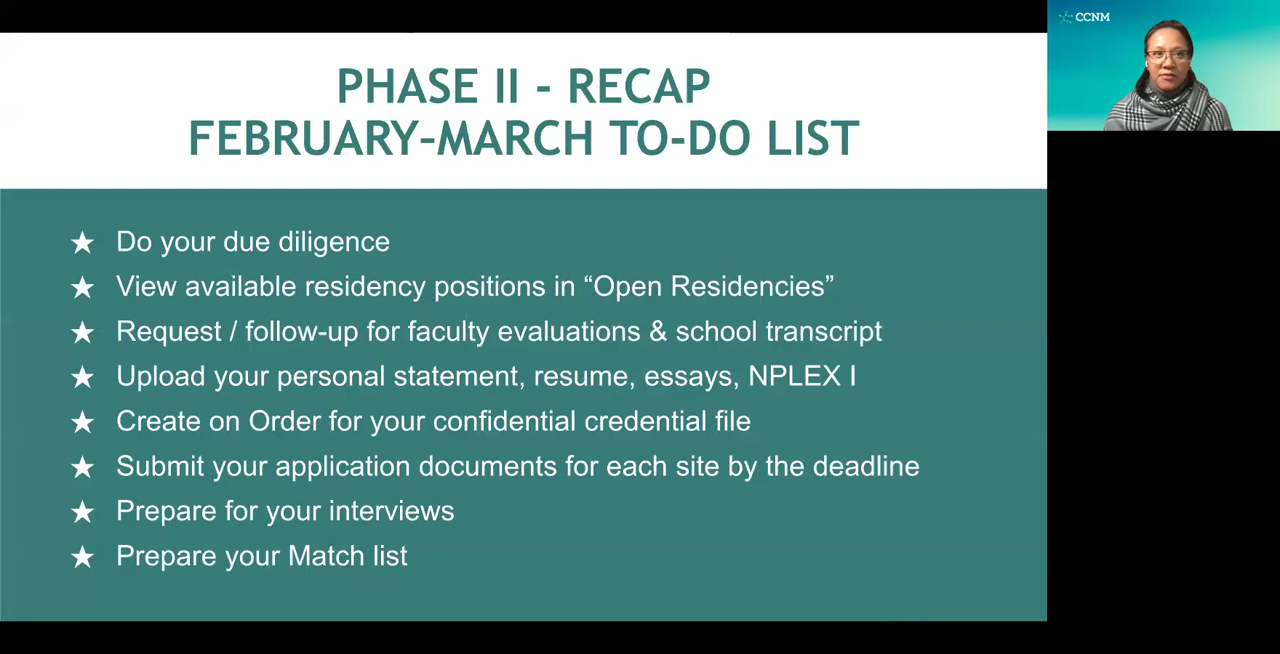 PHASE II - RECAP
FEBRUARY-MARCH TO-DO LIST
★ Do your due diligence
★ View available residency positions in “Open Residencies”
★ Request / follow-up for faculty evaluations & school transcript
★ Upload your personal statement, resume, essays, NPLEX I
★ Create on Order for your confidential credential file
★ Submit your application documents for each site by the deadline
★ Prepare for your interviews
★ Prepare your Match list
CCNM